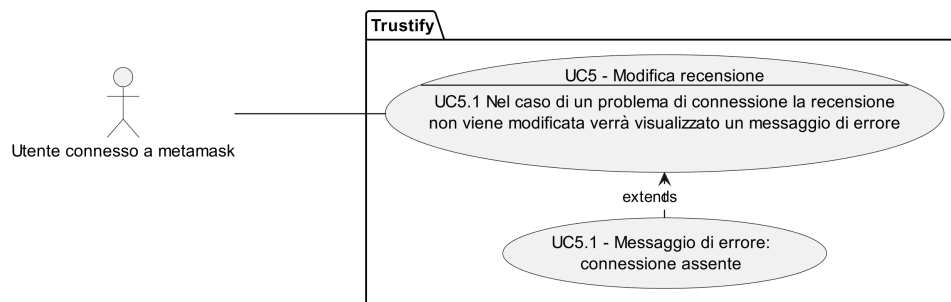 Trustify
UC5 - Modifica recensione
UC5.1 Nel caso di un problema di connessione la recensione
non viene modificata verrà visualizzato un messaggio di errore
Utente connesso a metamask
extends
UC5.1 - Messaggio di errore:
connessione assente